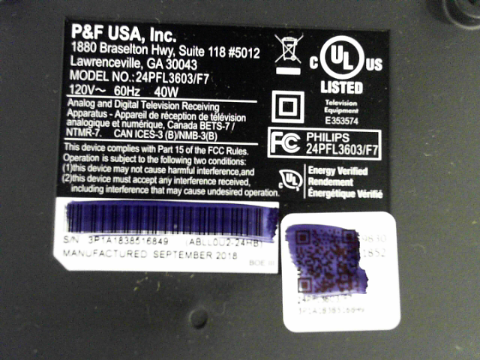 P&F USA, Inc.
1880 Braselton Hwy, Suite 118 #5012
Lawrenceville, GA 30043
MODEL NO.: 24PFL3603/F7
120V~ 60Hz 40W
Analog and Digital Television Receiving
Apparatus - Appareil de réception de télévision
analogique et numérique, Canada BETS-7 /
NTMR-7. CAN ICES-3 (B)/NMB-3(B)
This device complies with Part 15 of the FCC Rules.
Operation is subject to the following two conditions:
(1)this device may not cause harmful interference,and
(2)this device must accept any interference received,
including interference that may cause undesired operation.
C UL US
LISTED
Television
Equipment
E353574
FC PHILIPS
24PFL3603/F7
UL
Energy Verified
Rendement
Énergétique Vérifié
S/N 3P1A1838516849
MANUFACTURED SEPTEMBER 2018